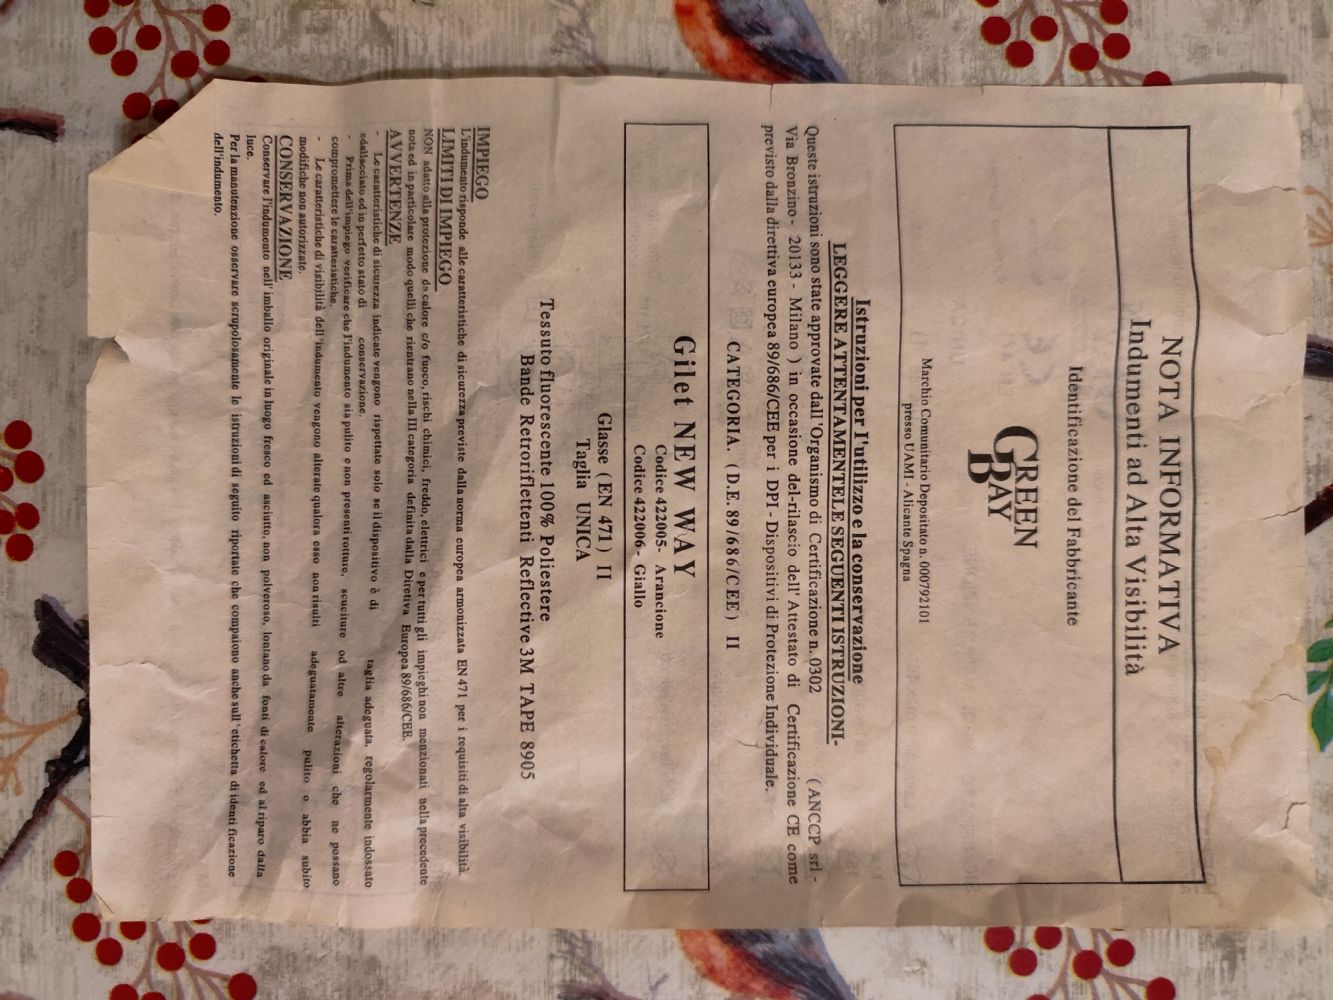 NOTA INFORMATIVA
Indumenti ad Alta Visibilità
Identificazione del Fabbricante
GREEN
BAY
Marchio Comunitario Depositato n. 000792101
presso UAMI - Alicante Spagna
Istruzioni per l'utilizzo e la conservazione
LEGGERE ATTENTAMENTE LE SEGUENTI ISTRUZIONI-
Queste istruzioni sono state approvate dall'Organismo di Certificazione n. 0302 ( ANCCP srl -
Via Bronzino - 20133 - Milano ) in occasione del-rilascio dell' Attestato di Certificazione CE come
previsto dalla direttiva europea 89/686/CEE per i DPI - Dispositivi di Protezione Individuale.
CATEGORIA. ( D.E. 89/686/CEE ) II
Gilet NEW WAY
Codice 422005- Arancione
Codice 422006 - Giallo
Glasse ( EN 471 ) II
Taglia UNICA
Tessuto fluorescente 100% Poliestere
Bande Retroriflettenti Reflective 3M TAPE 8905
IMPIEGO
L'indumento risponde alle caratteristiche di sicurezza previste dalla norma europea armonizzata EN 471 per i requisiti di alta visibilità.
LIMITI DI IMPIEGO
NON adatto alla protezione da calore c/o fuoco, rischi chimici, freddo, elettrici e per tutti gli impieghi non menzionati nella precedente
nota ed in particolare modo quelli che rientrano nella III categoria definita dalla Diretiva Europea 89/686/CEE.
AVVERTENZE
- Le caratteristiche di sicurezza indicate vengono rispettate solo se il dispositivo è di taglia adeguata, regolarmente indossato
edallacciato ed in perfetto stato di conservazione.
- Prima dell'impiego verificare che l'indumento sia pulito e non presenti rotture, scuciture od altre alterazioni che ne possano
compromettere le caratteristiche.
- Le caratteristiche di visibilità dell'indumento vengono alterate qualora esso non risulti adeguatamente pulito o abbia subito
modifiche non autorizzate.
CONSERVAZIONE
Conservare l'indumento nell' imballo originale in luogo fresco ed asciutto, non polveroso, lontano da fonti di calore ed al riparo dalla
luce.
Per la manutenzione osservare scrupolosamente le istruzioni di seguito riportate che compaiono anche sull'etichetta di identificazione
dell'indumento.